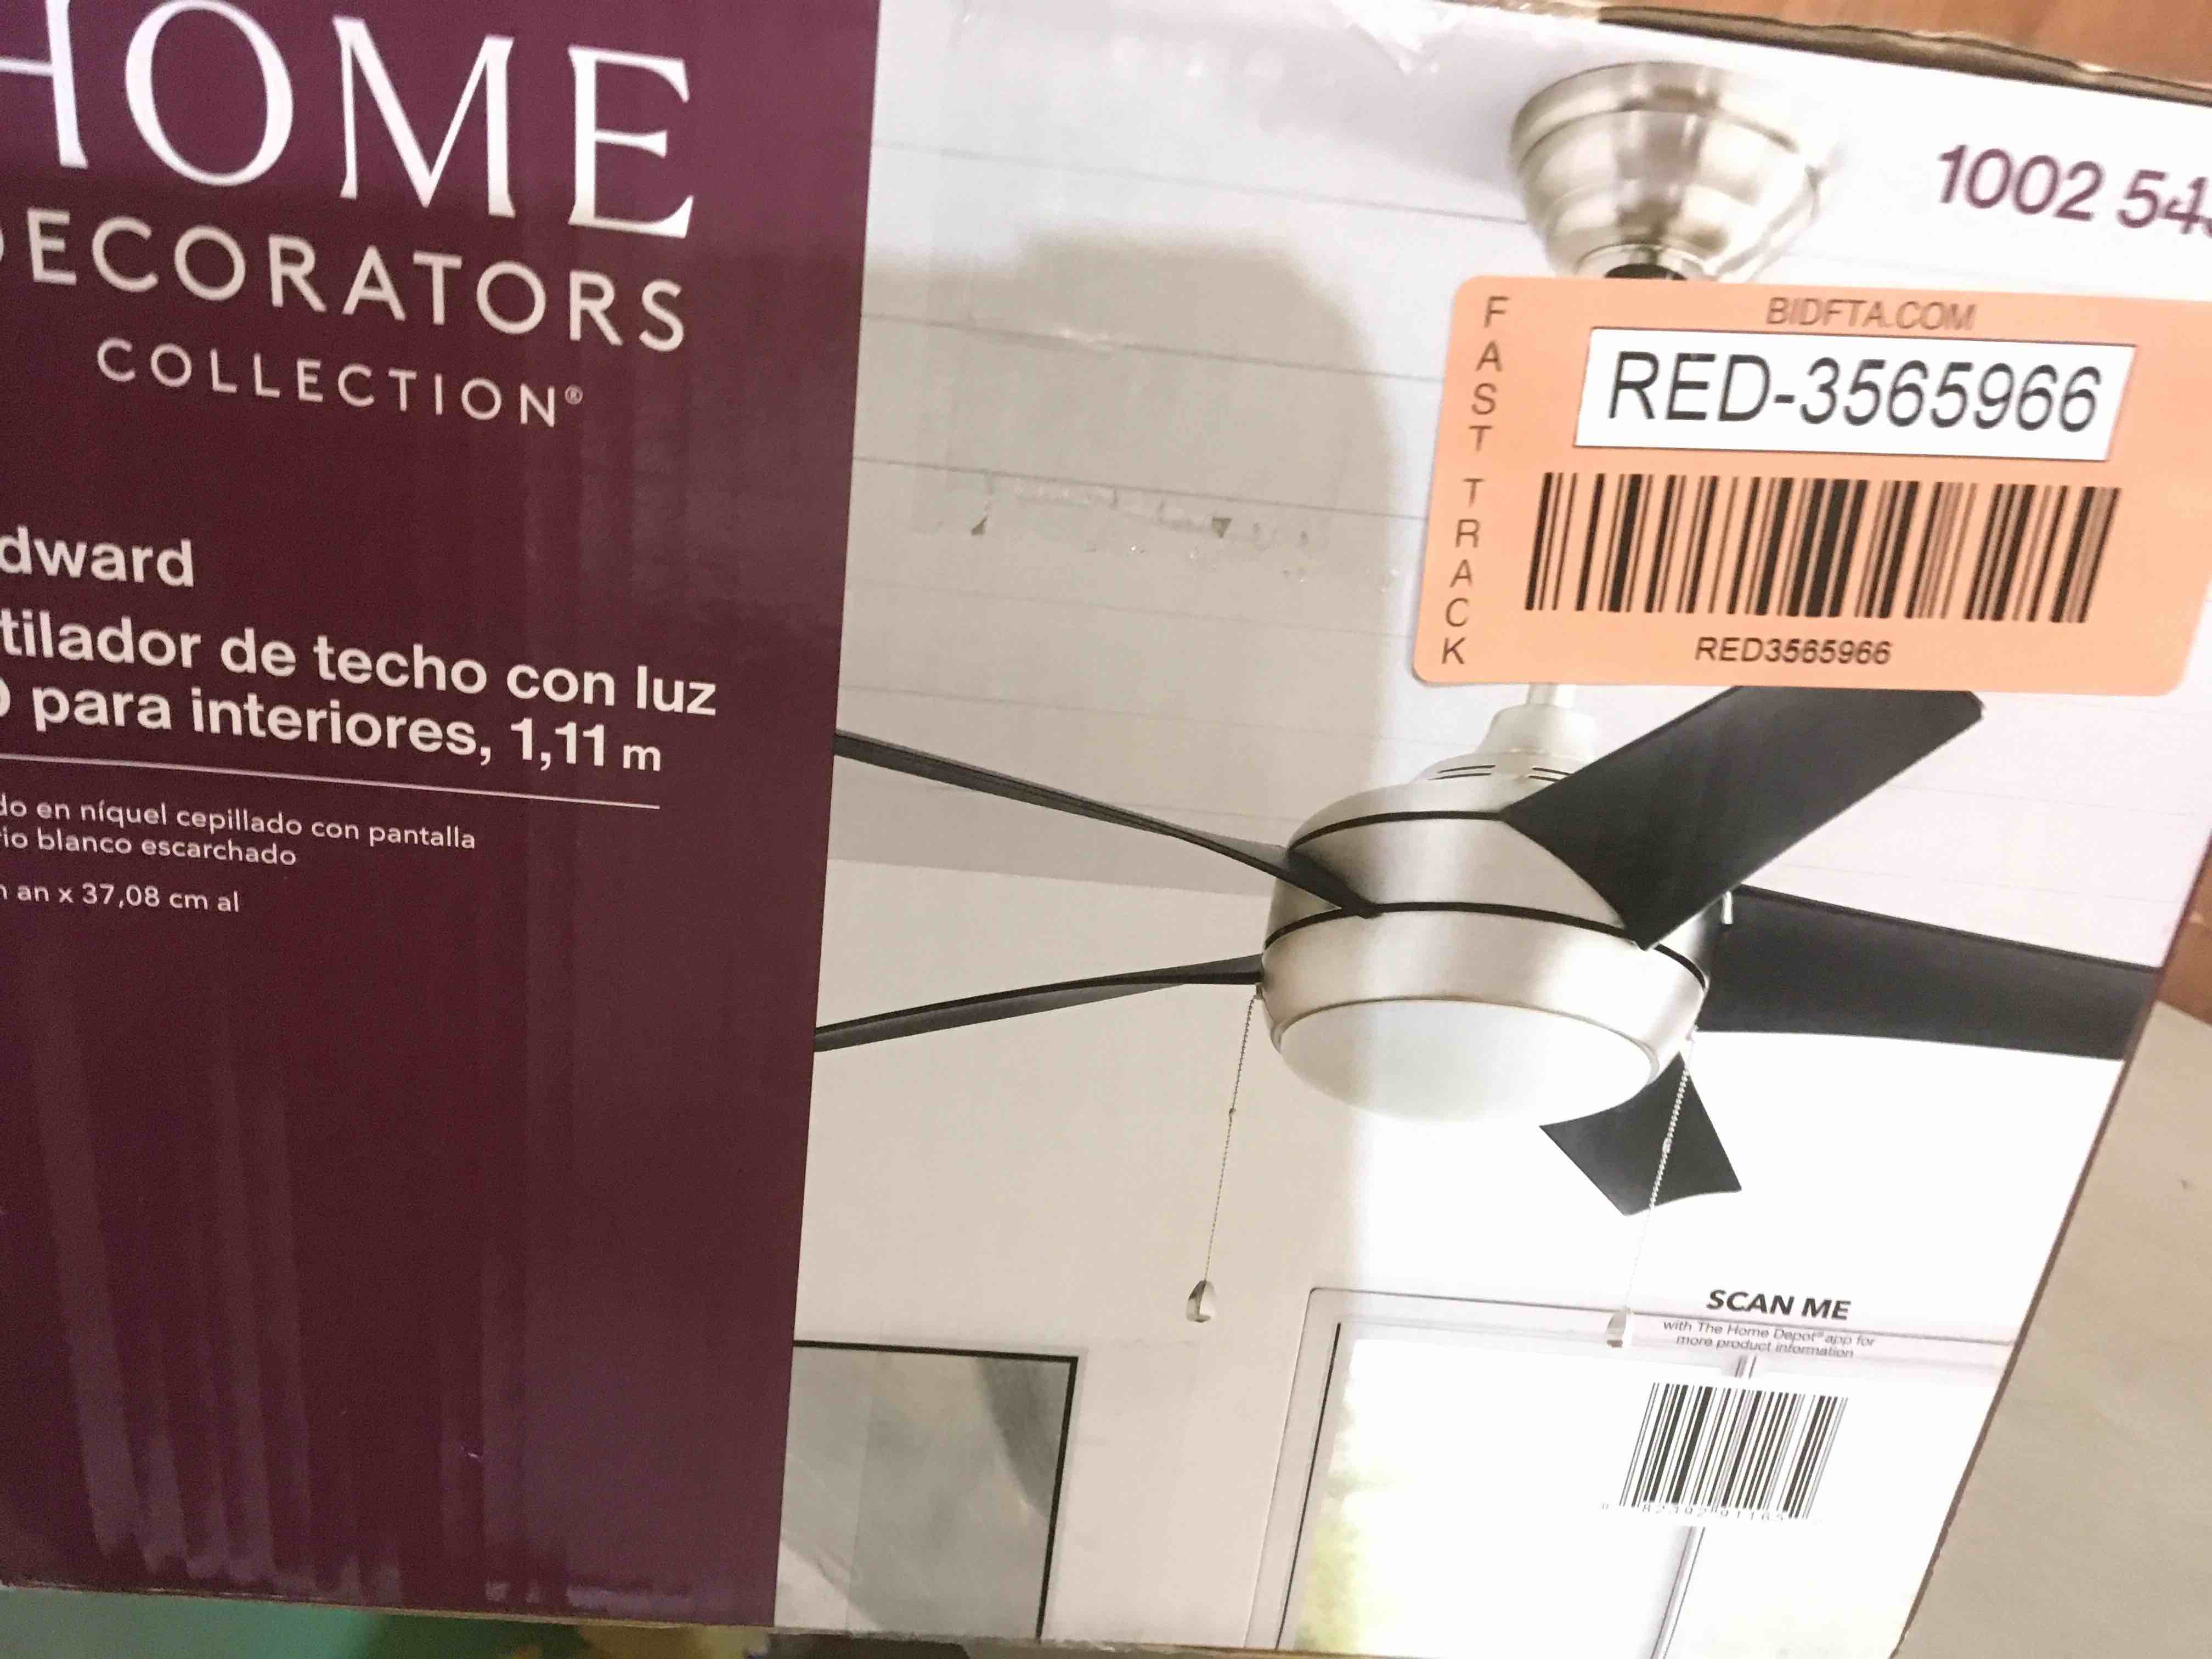 HOME
DECORATORS
COLLECTION®
dward
tilador de techo con luz
para interiores, 1,11 m
do en níquel cepillado con pantalla
rio blanco escarchado
an x 37,08 cm al
1002 54
BIDFTA.COM
FAST TRACK
RED-3565966
RED3565966
SCAN ME
with The Home Depot® app for
more product information